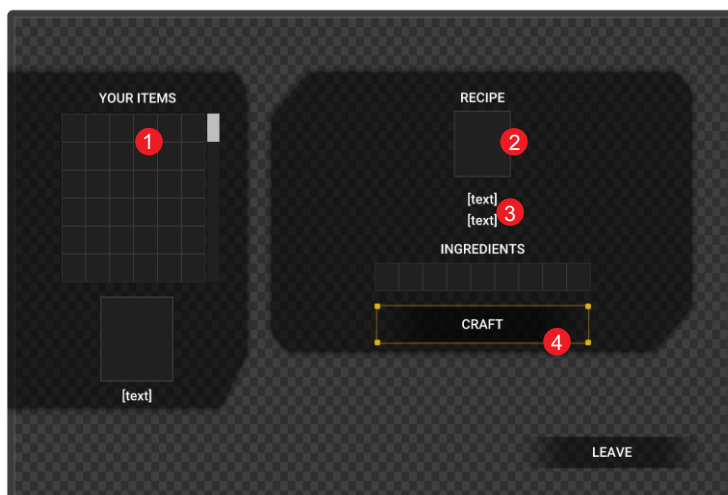 YOUR ITEMS
1
[text]
RECIPE
2
[text]
[text]
3
INGREDIENTS
CRAFT
4
LEAVE